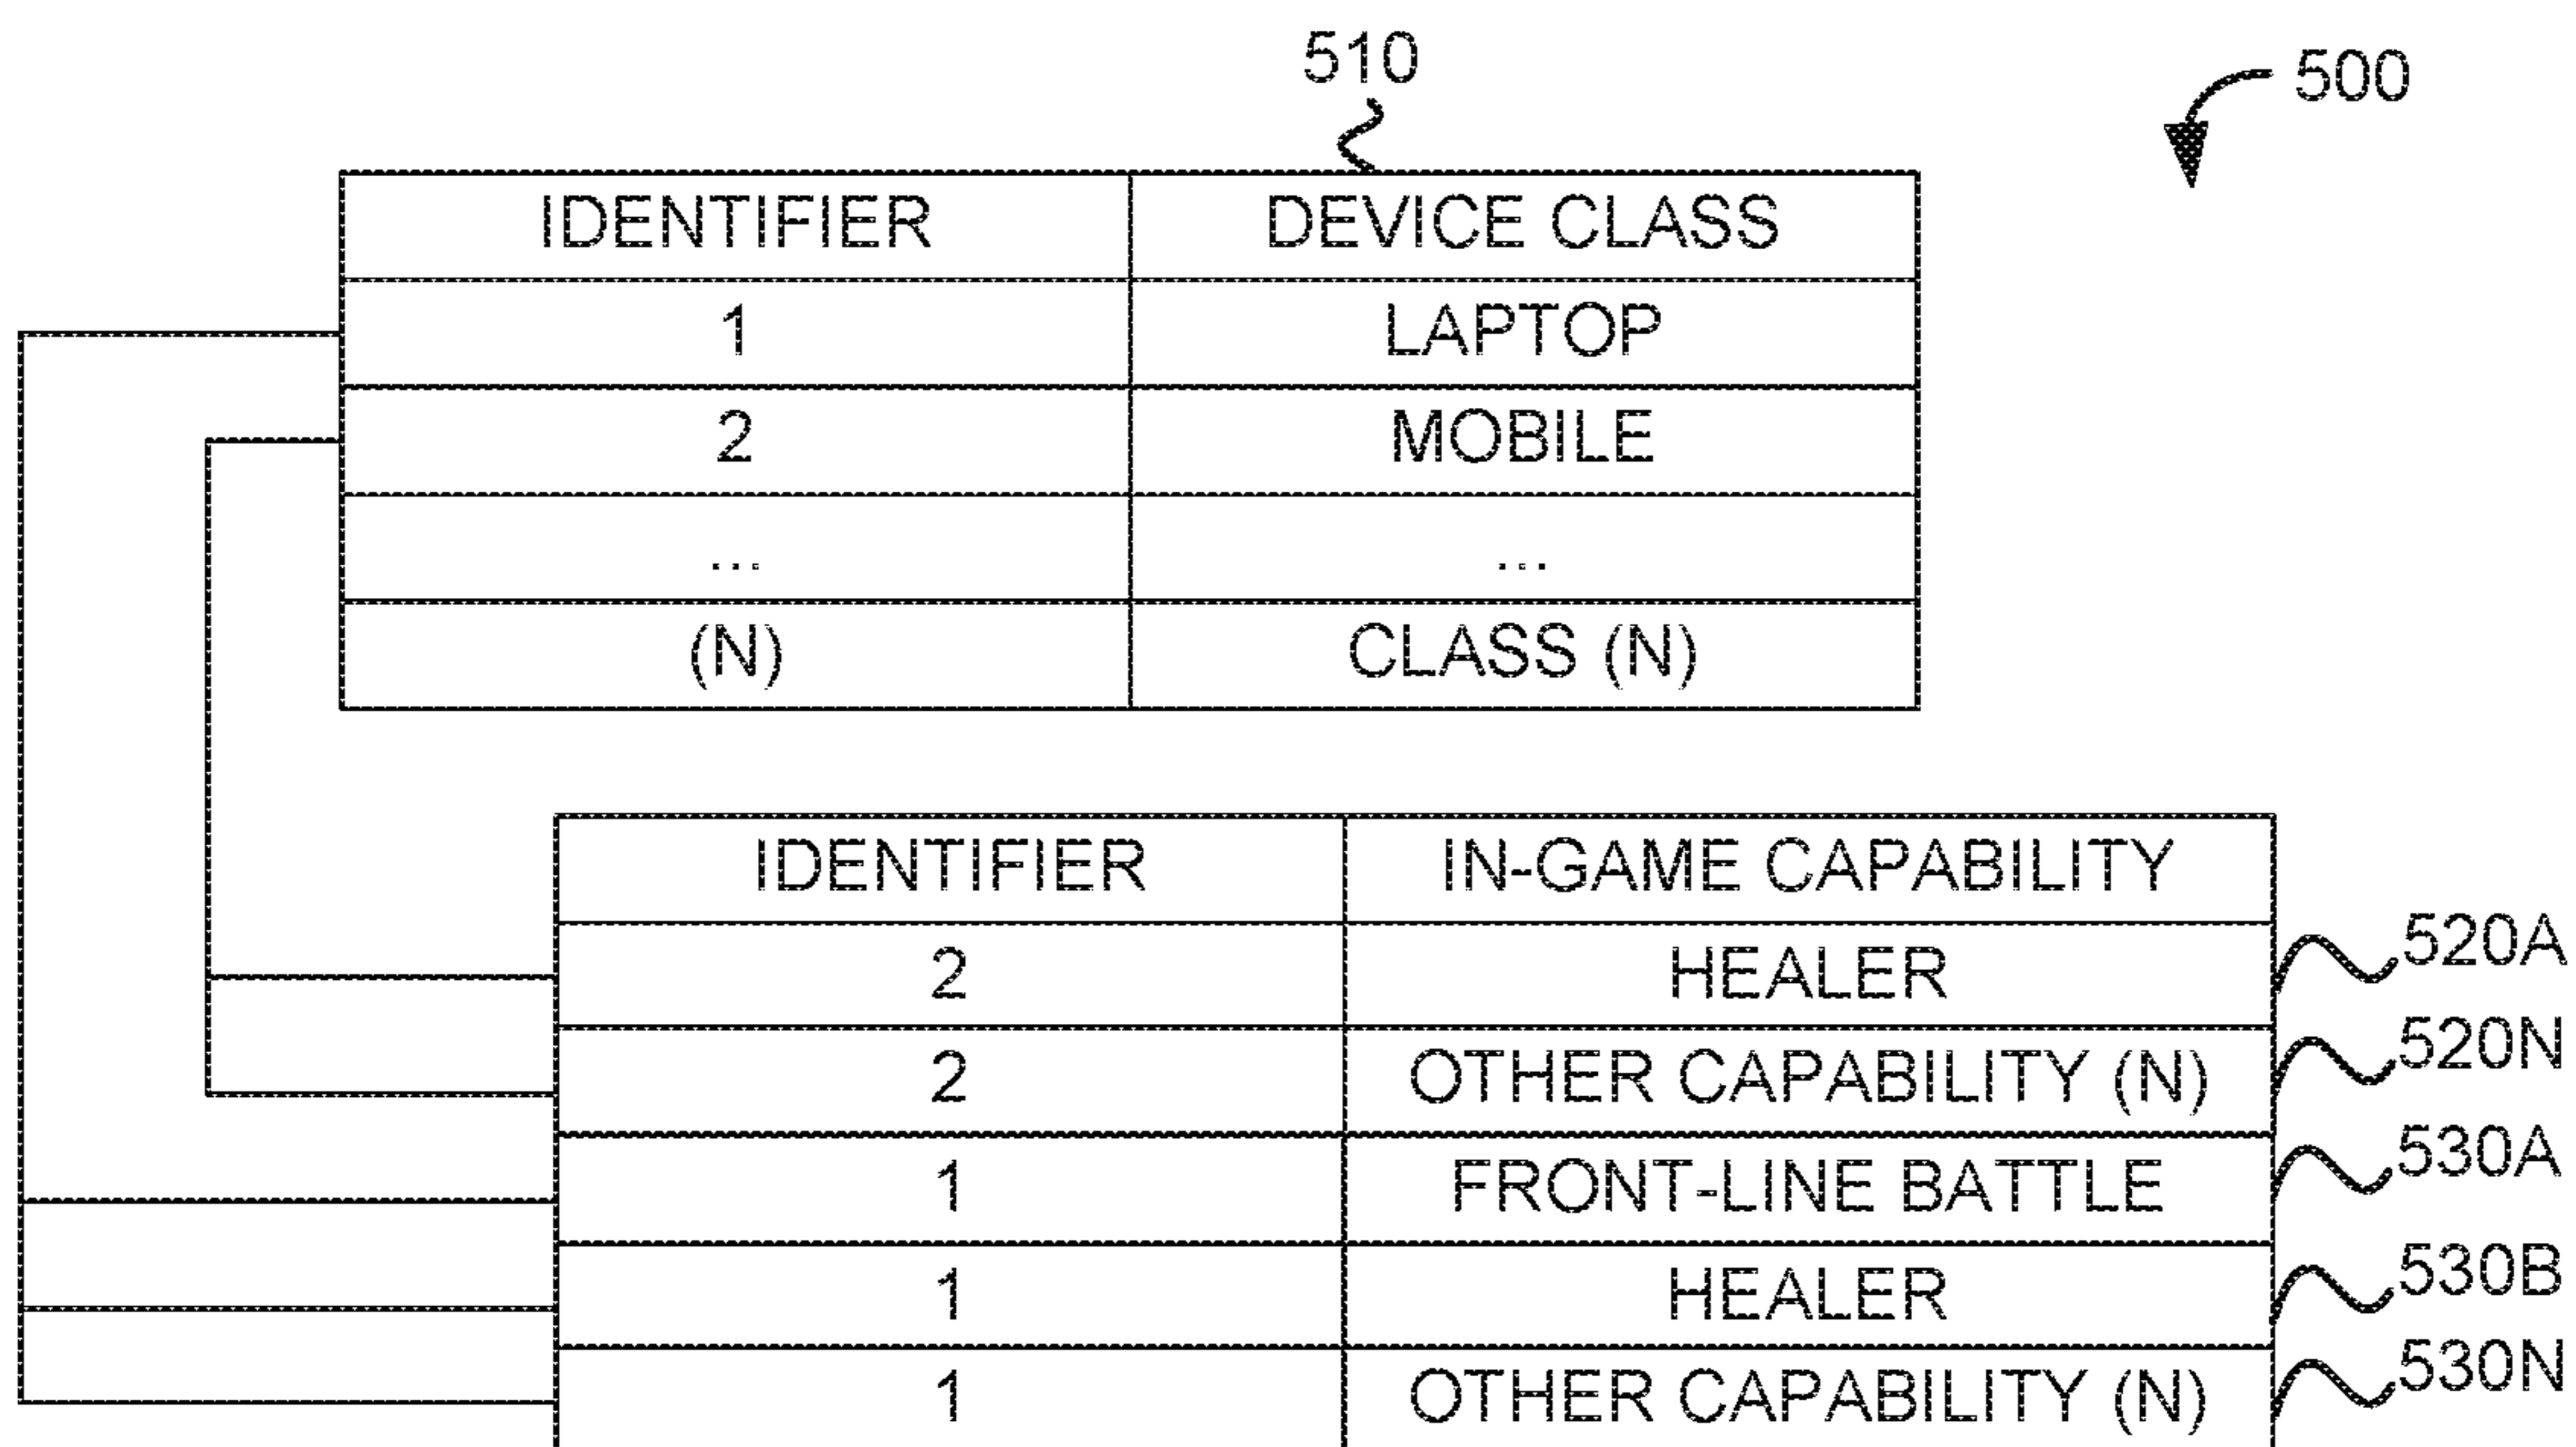 510
500
IDENTIFIER DEVICE CLASS
1 LAPTOP
2 MOBILE
... ...
(N) CLASS (N)
IDENTIFIER IN-GAME CAPABILITY
2 HEALER 520A
2 OTHER CAPABILITY (N) 520N
1 FRONT-LINE BATTLE 530A
1 HEALER 530B
1 OTHER CAPABILITY (N) 530N